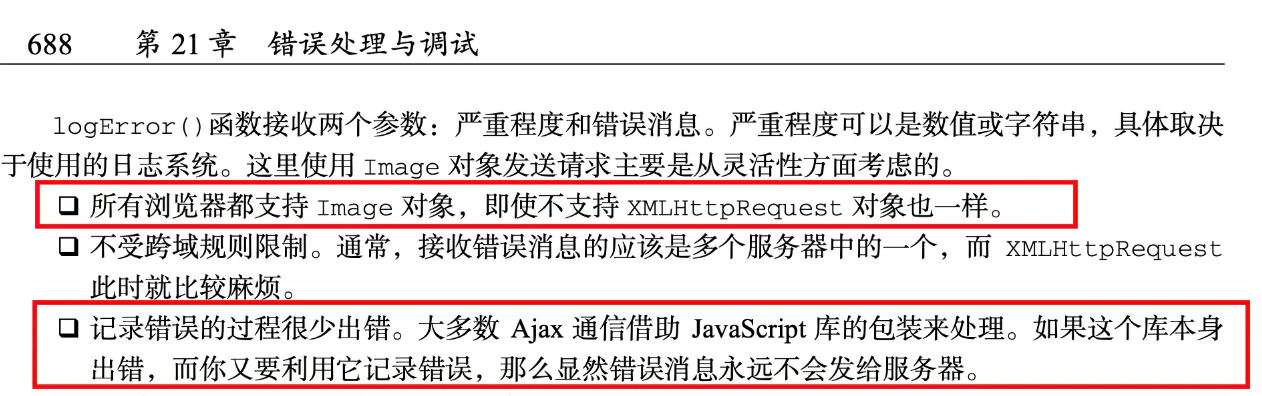 688 第 21 章 错误处理与调试
logError()函数接收两个参数：严重程度和错误消息。严重程度可以是数值或字符串，具体取决
于使用的日志系统。这里使用 Image 对象发送请求主要是从灵活性方面考虑的。
❑ 所有浏览器都支持 Image 对象，即使不支持 XMLHttpRequest 对象也一样。
❑ 不受跨域规则限制。通常，接收错误消息的应该是多个服务器中的一个，而 XMLHttpRequest
此时就比较麻烦。
❑ 记录错误的过程很少出错。大多数 Ajax 通信借助 JavaScript 库的包装来处理。如果这个库本身
出错，而你又要利用它记录错误，那么显然错误消息永远不会发给服务器。